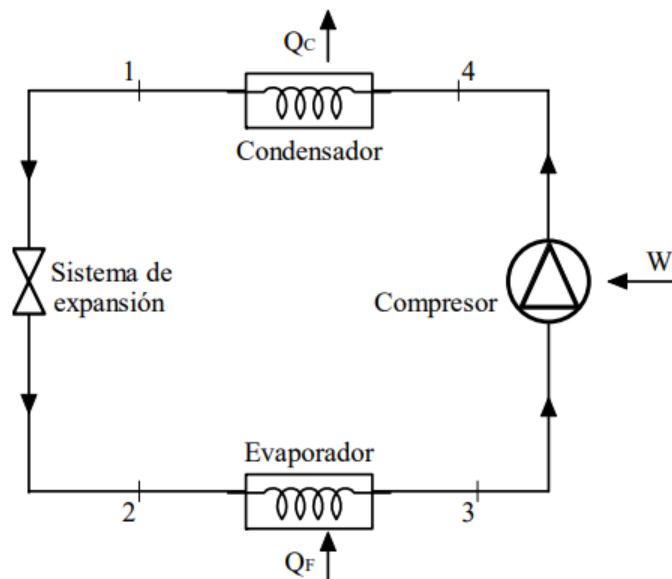 Qc
1
4
Condensador
Sistema de
expansión
Compresor
W
Evaporador
2
3
QF